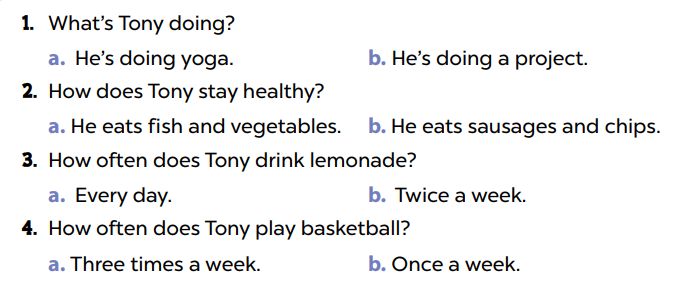 1. What's Tony doing?
a. He's doing yoga. b. He's doing a project.
2. How does Tony stay healthy?
a. He eats fish and vegetables. b. He eats sausages and chips.
3. How often does Tony drink lemonade?
a. Every day. b. Twice a week.
4. How often does Tony play basketball?
a. Three times a week. b. Once a week.